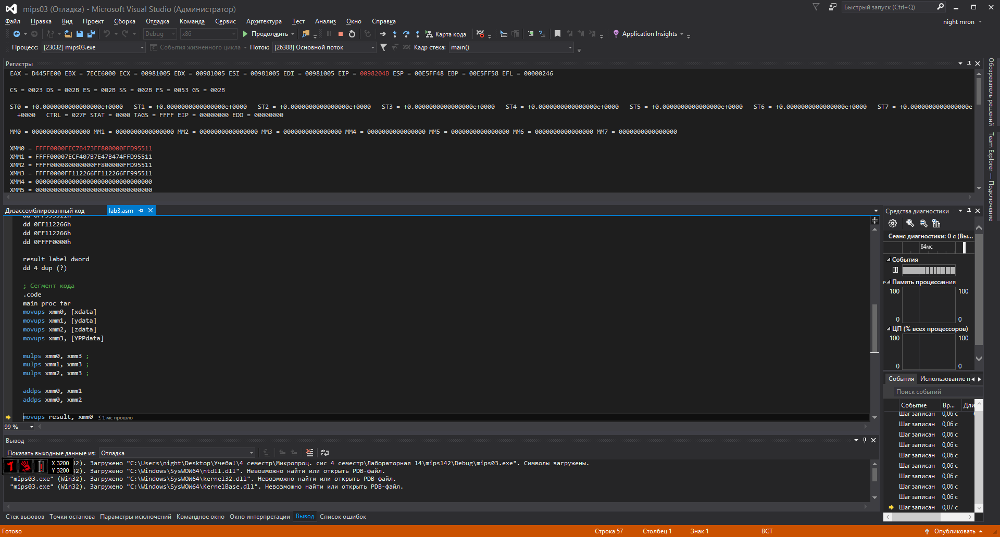 mips03 (Отладка) - Microsoft Visual Studio (Администратор)
Быстрый запуск (Ctrl+Q)
Файл Правка Вид Проект Сборка Отладка Команда Сервис Архитектура Тест Анализ Окно Справка
night mron
Debug x86 Продолжить Карта кода Application Insights
Процесс: [23032] mips03.exe События жизненного цикла Поток: [26388] Основной поток Кадр стека: main()
Регистры
EAX = D445FE00 EBX = 7ECE6000 ECX = 00981005 EDX = 00981005 ESI = 00981005 EDI = 00981005 EIP = 0098204B ESP = 00E5FF48 EBP = 00E5FF58 EFL = 00000246
CS = 0023 DS = 002B ES = 002B SS = 002B FS = 0053 GS = 002B
ST0 = +0.0000000000000000e+0000 ST1 = +0.0000000000000000e+0000 ST2 = +0.0000000000000000e+0000 ST3 = +0.0000000000000000e+0000 ST4 = +0.0000000000000000e+0000 ST5 = +0.0000000000000000e+0000 ST6 = +0.0000000000000000e+0000 ST7 = +0.0000000000000000e
+0000 CTRL = 027F STAT = 0000 TAGS = FFFF EIP = 00000000 EDO = 00000000
MM0 = 0000000000000000 MM1 = 0000000000000000 MM2 = 0000000000000000 MM3 = 0000000000000000 MM4 = 0000000000000000 MM5 = 0000000000000000 MM6 = 0000000000000000 MM7 = 0000000000000000
XMM0 = FFFF0000FEC7B473FF800000FFD95511
XMM1 = FFFF00007ECF407B7E47B474FFD95511
XMM2 = FFFF000080000000FF800000FFD95511
XMM3 = FFFF0000FF112266FF112266FF995511
XMM4 = 00000000000000000000000000000000
XMM5 = 00000000000000000000000000000000
Обозреватель решений
Team Explorer — Подключение
Дизассемблированный код lab3.asm
dd 0FF995511h
dd 0FF112266h
dd 0FF112266h
dd 0FFFF0000h
result label dword
dd 4 dup (?)
; Сегмент кода
.code
main proc far
movups xmm0, [xdata]
movups xmm1, [ydata]
movups xmm2, [zdata]
movups xmm3, [YPPdata]
mulps xmm0, xmm3 ;
mulps xmm1, xmm3 ;
mulps xmm2, xmm3 ;
addps xmm0, xmm1
addps xmm0, xmm2
movups result, xmm0 ≤ 1 мс прошло
99 %
Средства диагностики
Сеанс диагностики: 0 с (Вы...
64мс
События
Память процесса
100 100
0 0
ЦП (% всех процессоров)
100 100
0 0
События Использование п
Поиск событий
Событие Вр... Дли
Шаг записан 0,06 с
Шаг записан 0,06 с
Шаг записан 0,06 с
Шаг записан 0,06 с
Шаг записан 0,06 с
Шаг записан 0,06 с
Шаг записан 0,06 с
Шаг записан 0,06 с
Шаг записан 0,06 с
Шаг записан 0,07 с
Вывод
Показать выходные данные из: Отладка
X 3200
Y 3200
32). Загружено "C:\Users\night\Desktop\Учеба!\4 семестр\Микропроц. сис 4 семестр\Лабораторная 14\mips142\Debug\mips03.exe". Символы загружены.
32). Загружено "C:\Windows\SysWOW64\ntdll.dll". Невозможно найти или открыть PDB-файл.
"mips03.exe" (Win32). Загружено "C:\Windows\SysWOW64\kernel32.dll". Невозможно найти или открыть PDB-файл.
"mips03.exe" (Win32). Загружено "C:\Windows\SysWOW64\KernelBase.dll". Невозможно найти или открыть PDB-файл.
Стек вызовов Точки останова Параметры исключений Командное окно Окно интерпретации Вывод Список ошибок
Готово Строка 57 Столбец 1 Знак 1 ВСТ Опубликовать